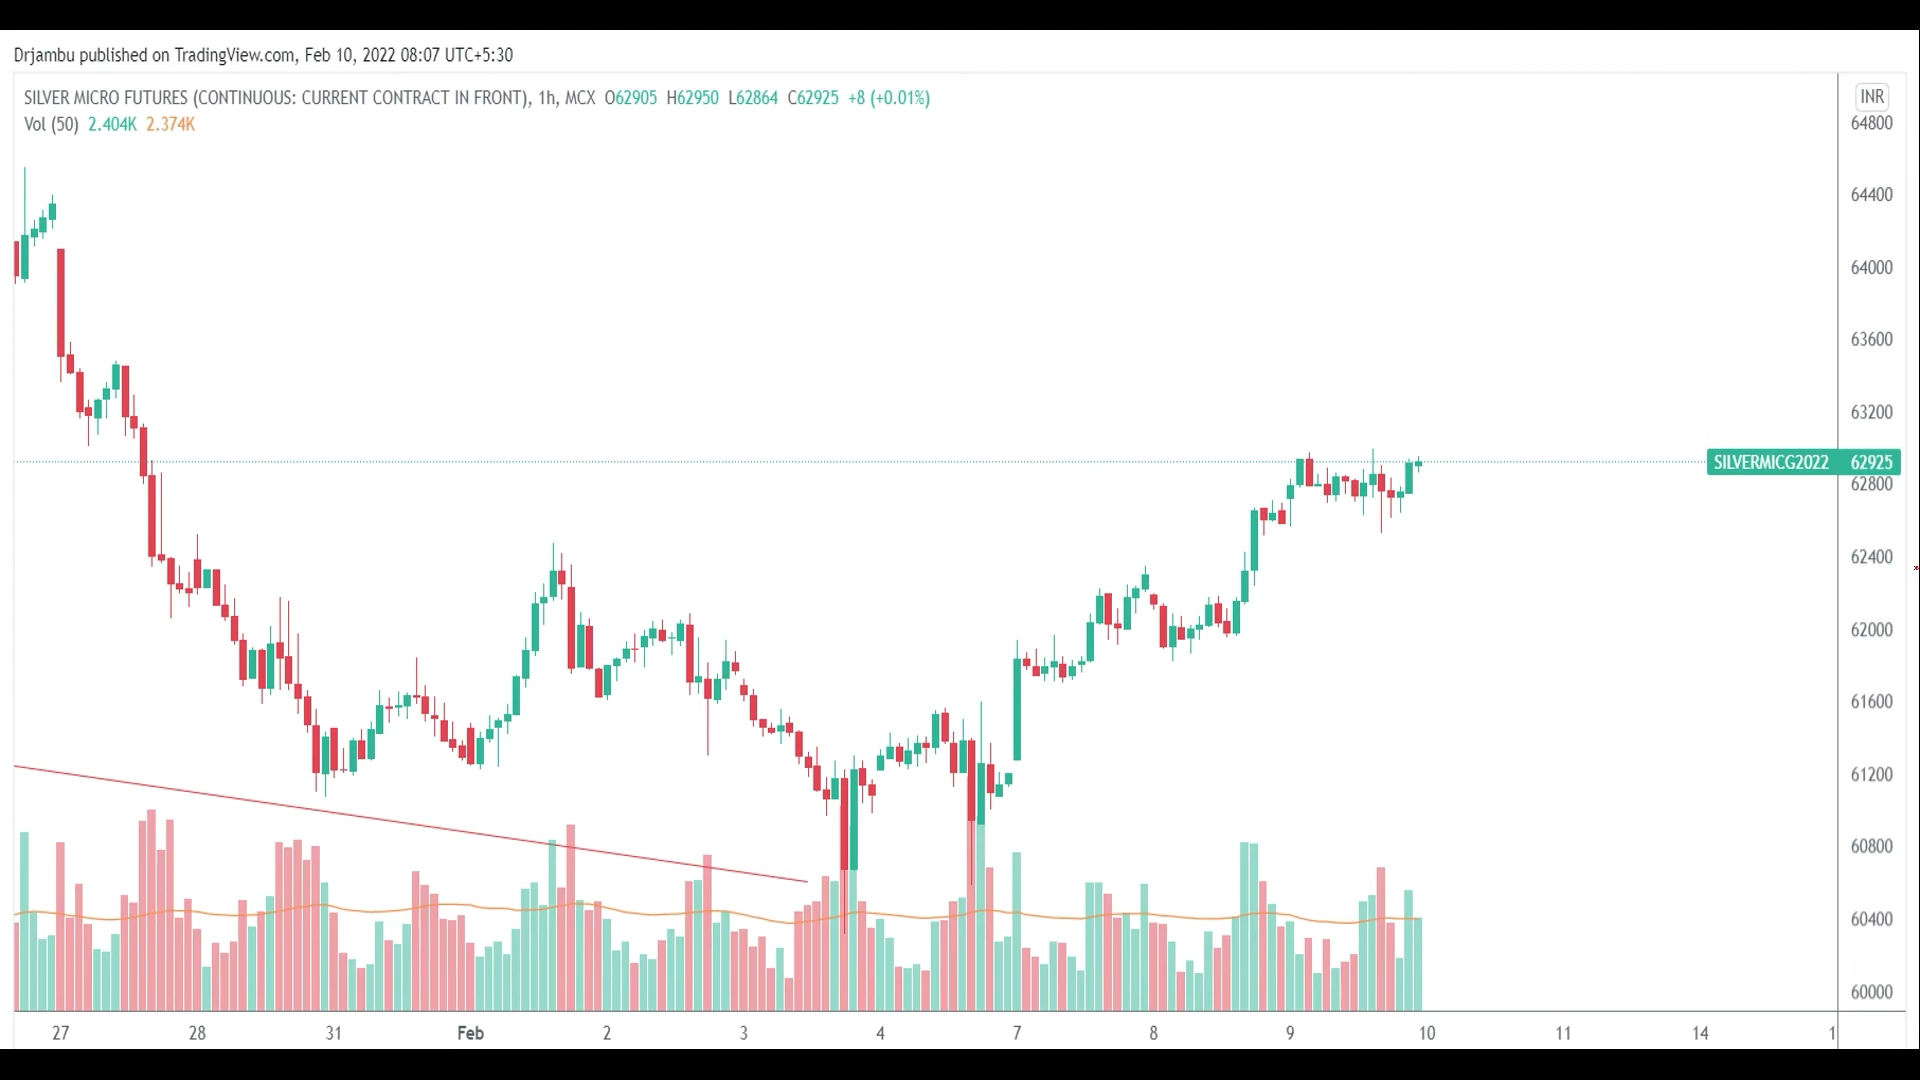 Drjambu published on TradingView.com, Feb 10, 2022 08:07 UTC+5:30
SILVER MICRO FUTURES (CONTINUOUS: CURRENT CONTRACT IN FRONT), 1h, MCX O62905 H62950 L62864 C62925 +8 (+0.01%)
Vol (50) 2.404K 2.374K
INR
64800
64400
64000
63600
63200
SILVERMICG2022 62925
62800
62400
62000
61600
61200
60800
60400
60000
27 28 31 Feb 2 3 4 7 8 9 10 11 14 1